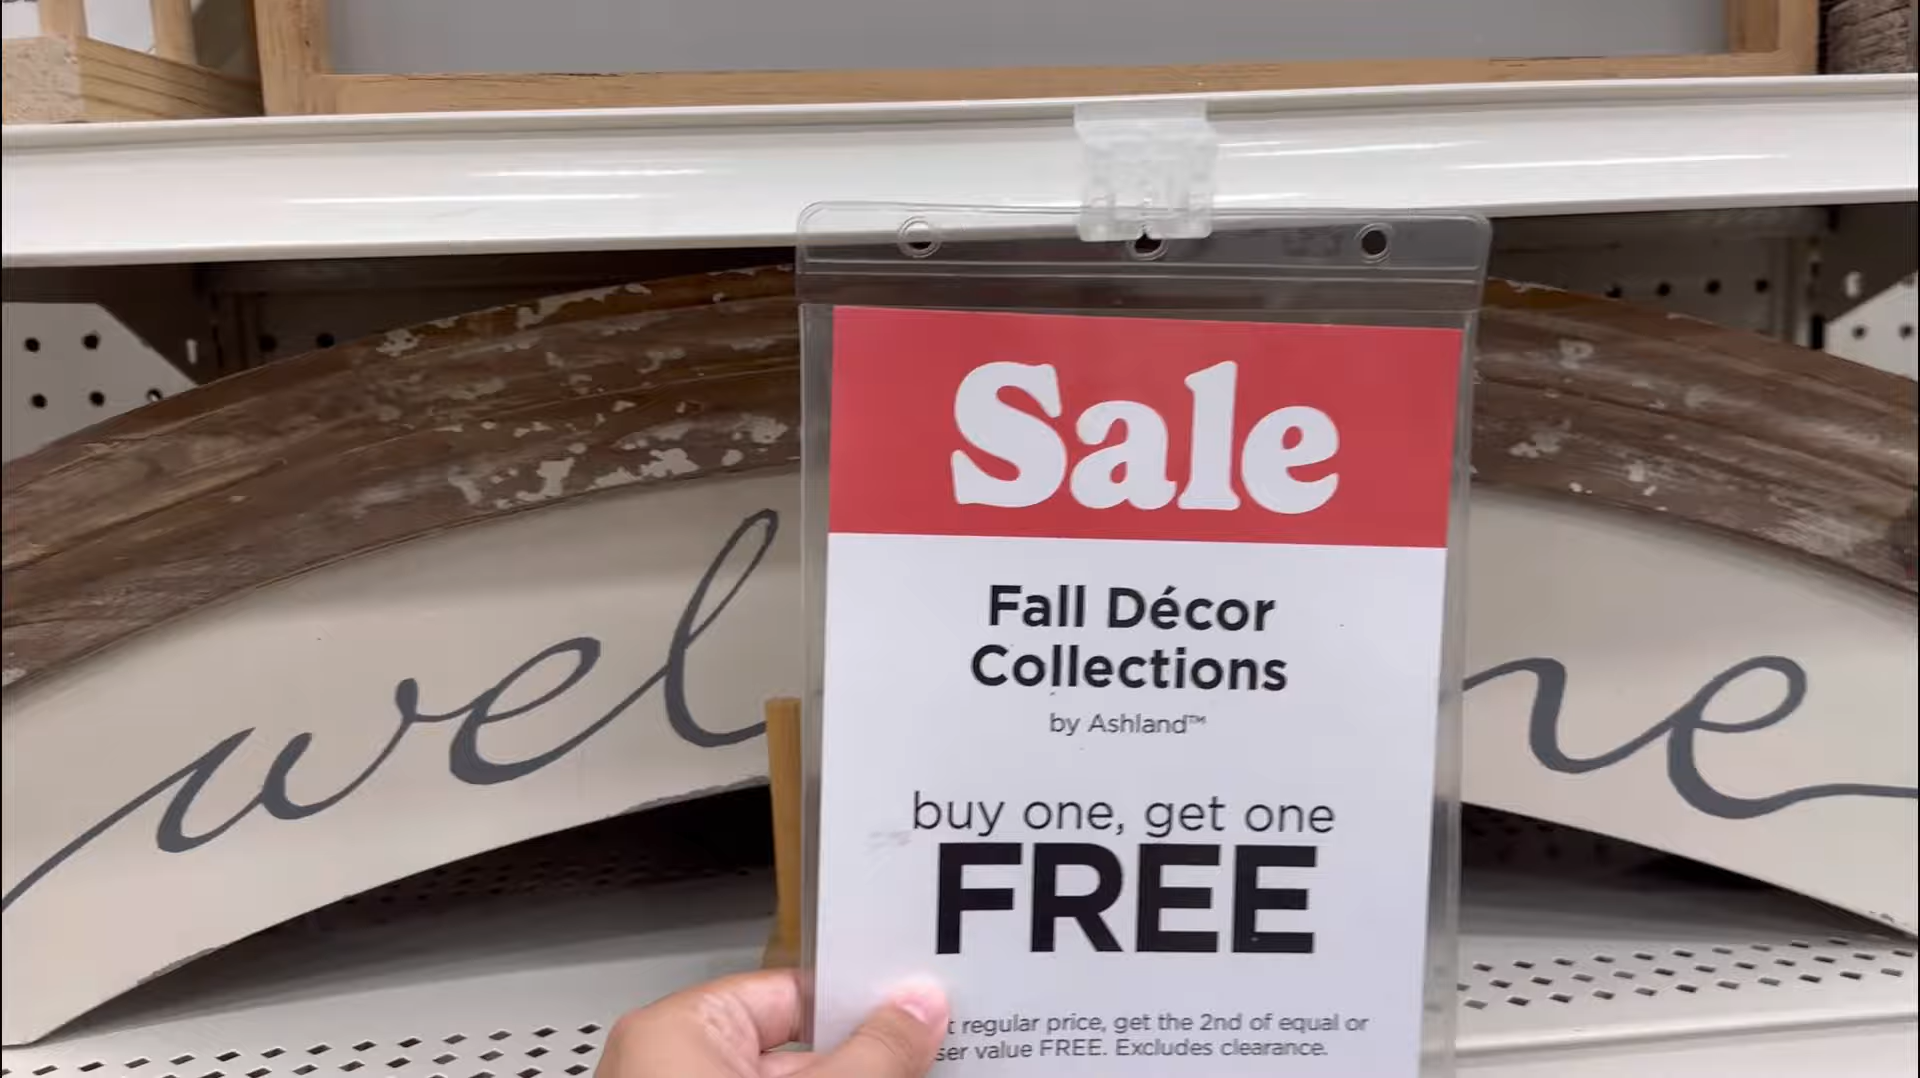 Sale
Fall Décor
Collections
by Ashland™
buy one, get one
FREE
regular price, get the 2nd of equal or
value FREE. Excludes clearance.
wel
me